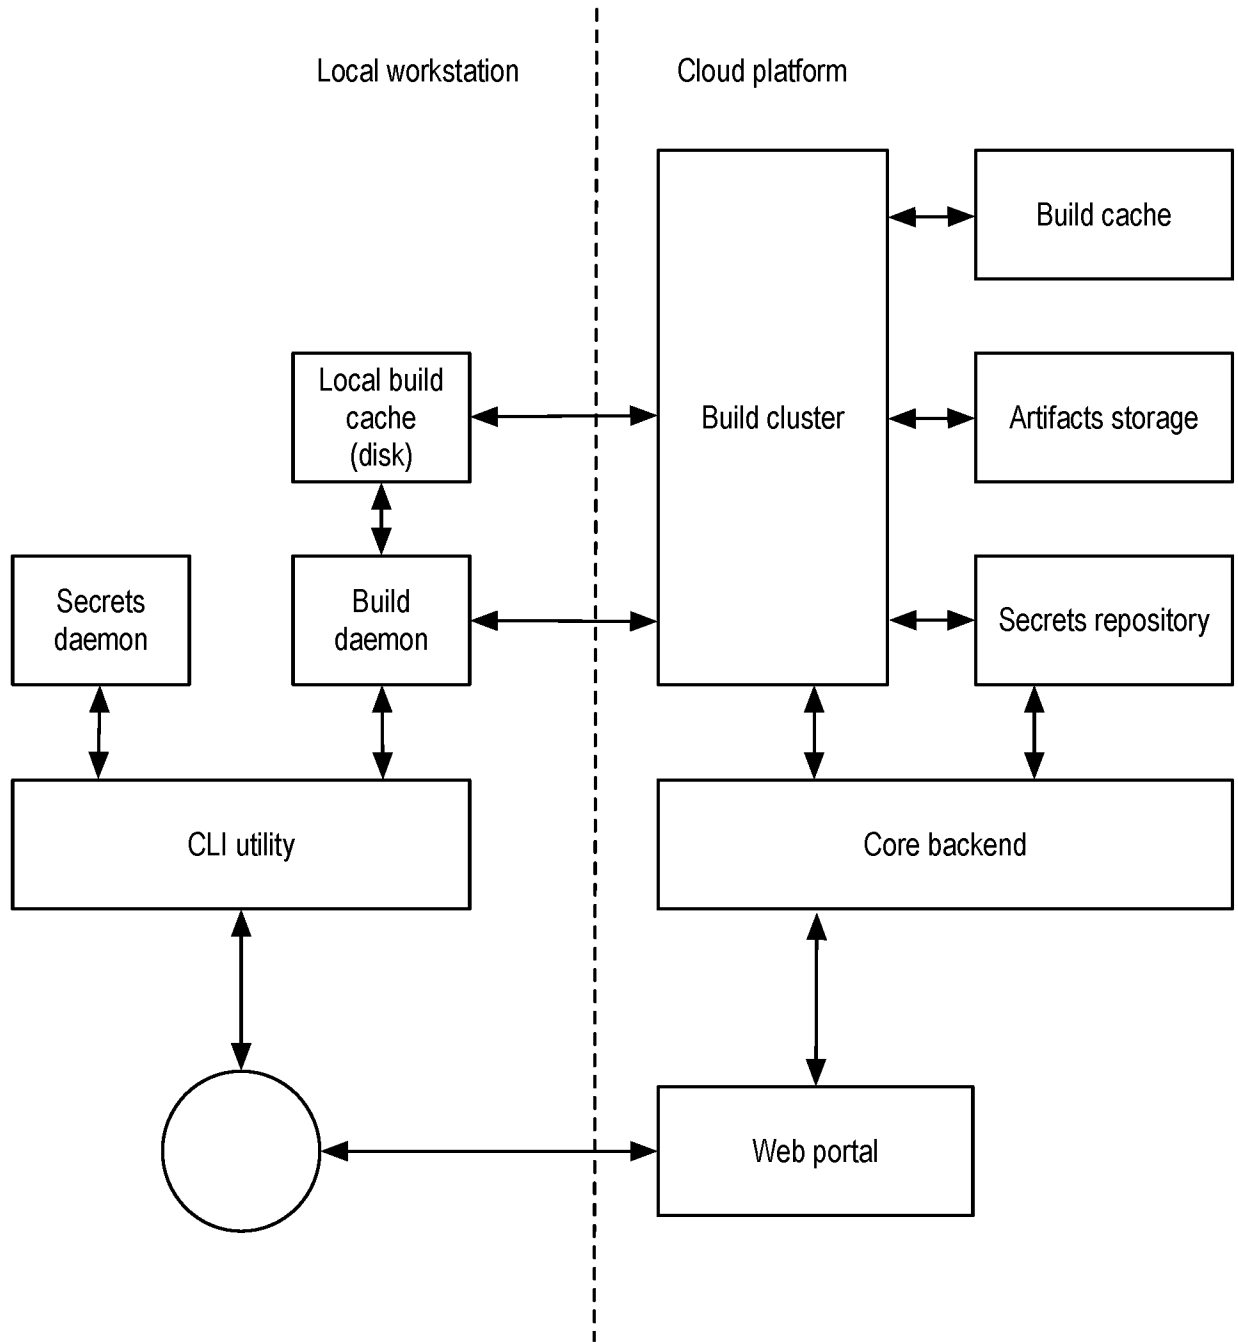 Local workstation
Cloud platform
Build cache
Local build
cache
(disk)
Build cluster
Artifacts storage
Secrets
daemon
Build
daemon
Secrets repository
CLI utility
Core backend
Web portal